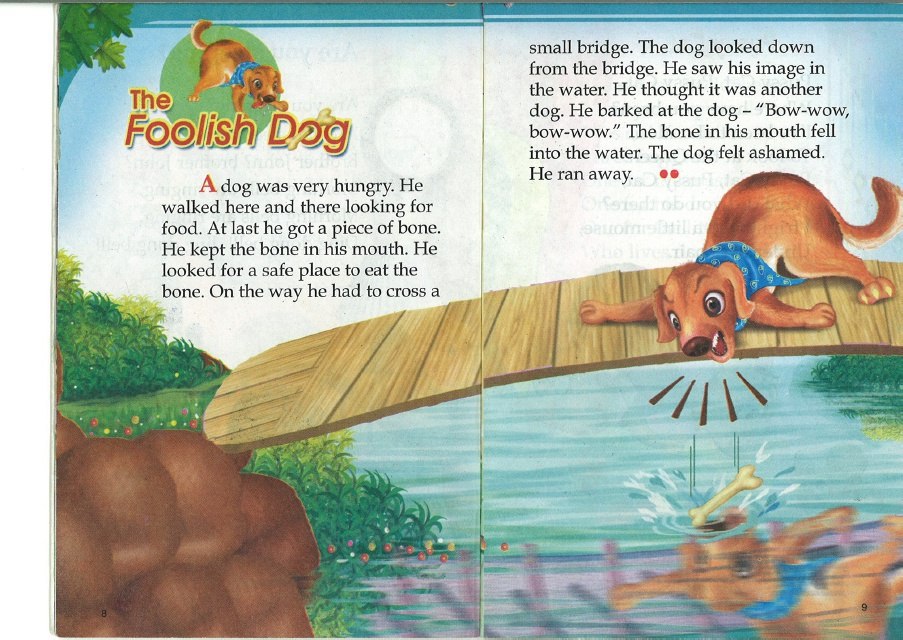 The
Foolish Dog
A dog was very hungry. He
walked here and there looking for
food. At last he got a piece of bone.
He kept the bone in his mouth. He
looked for a safe place to eat the
bone. On the way he had to cross a
8
small bridge. The dog looked down
from the bridge. He saw his image in
the water. He thought it was another
dog. He barked at the dog – “Bow-wow,
bow-wow.” The bone in his mouth fell
into the water. The dog felt ashamed.
He ran away.
9